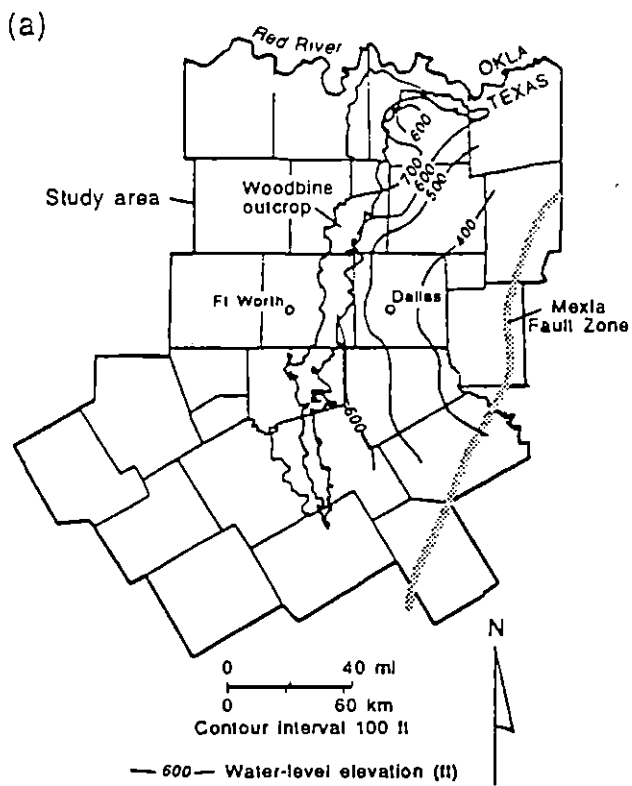 (a)
Red River
OKLA
TEXAS
600
700
600
500
400
Study area
Woodbine
outcrop
Ft Worth
Dallas
Mexia
Fault Zone
600
N
0 40 mi
0 60 km
Contour interval 100 ft
600 Water-level elevation (ft)